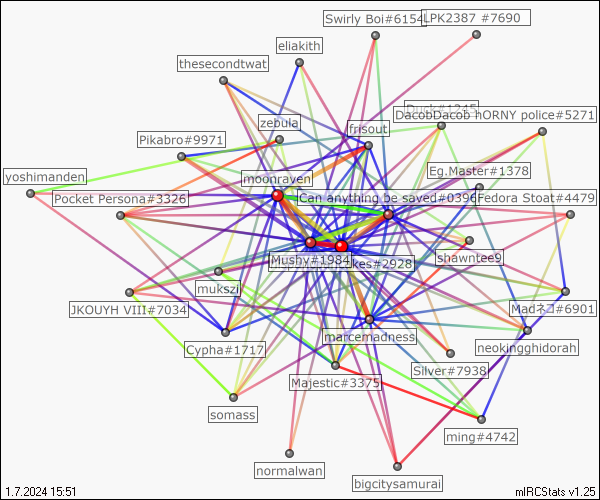 Swirly Boi#6154
LPK2387 #7690
eliakith
thesecondtwat
Duck#1245
DacobDacob hORNY police#5271
zebula
frisout
Pikabro#9971
Eg.Master#1378
yoshimanden
moonraven
Pocket Persona#3326
Can anything be saved#0396
Fedora Stoat#4479
shawntee9
Mushy#1984
kes#2928
mukszi
JKOUYH VIII#7034
Madネコ#6901
marcemadness
neokingghidorah
Cypha#1717
Silver#7938
Majestic#3375
somass
ming#4742
normalwan
bigcitysamurai
1.7.2024 15:51
mIRCStats v1.25